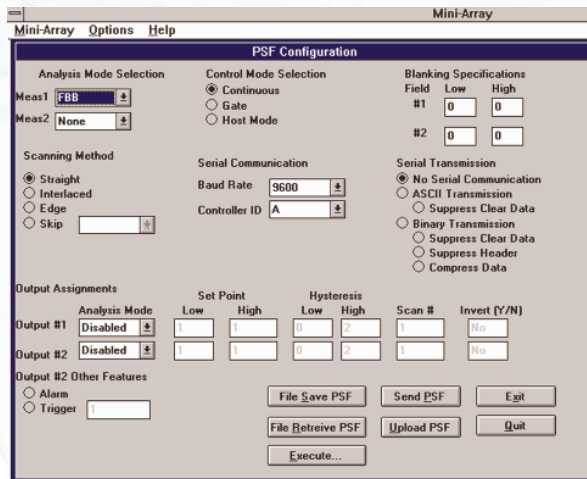 Mini-Array
Mini-Array Options Help
PSF Configuration
Analysis Mode Selection
Meas1 FBB
Meas2 None
Control Mode Selection
Continuous
Gate
Host Mode
Blanking Specifications
Field Low High
#1 0 0
#2 0 0
Scanning Method
Straight
Interlaced
Edge
Skip
Serial Communication
Baud Rate 9600
Controller ID A
Serial Transmission
No Serial Communication
ASCII Transmission
Suppress Clear Data
Binary Transmission
Suppress Clear Data
Suppress Header
Compress Data
Output Assignments
Set Point Hysteresis
Analysis Mode Low High Low High Scan # Invert (Y/N)
Output #1 Disabled 1 1 0 2 1 No
Output #2 Disabled 1 1 0 2 1 No
Output #2 Other Features
Alarm
Trigger 1
File Save PSF Send PSF Exit
File Retreive PSF Upload PSF Quit
Execute...